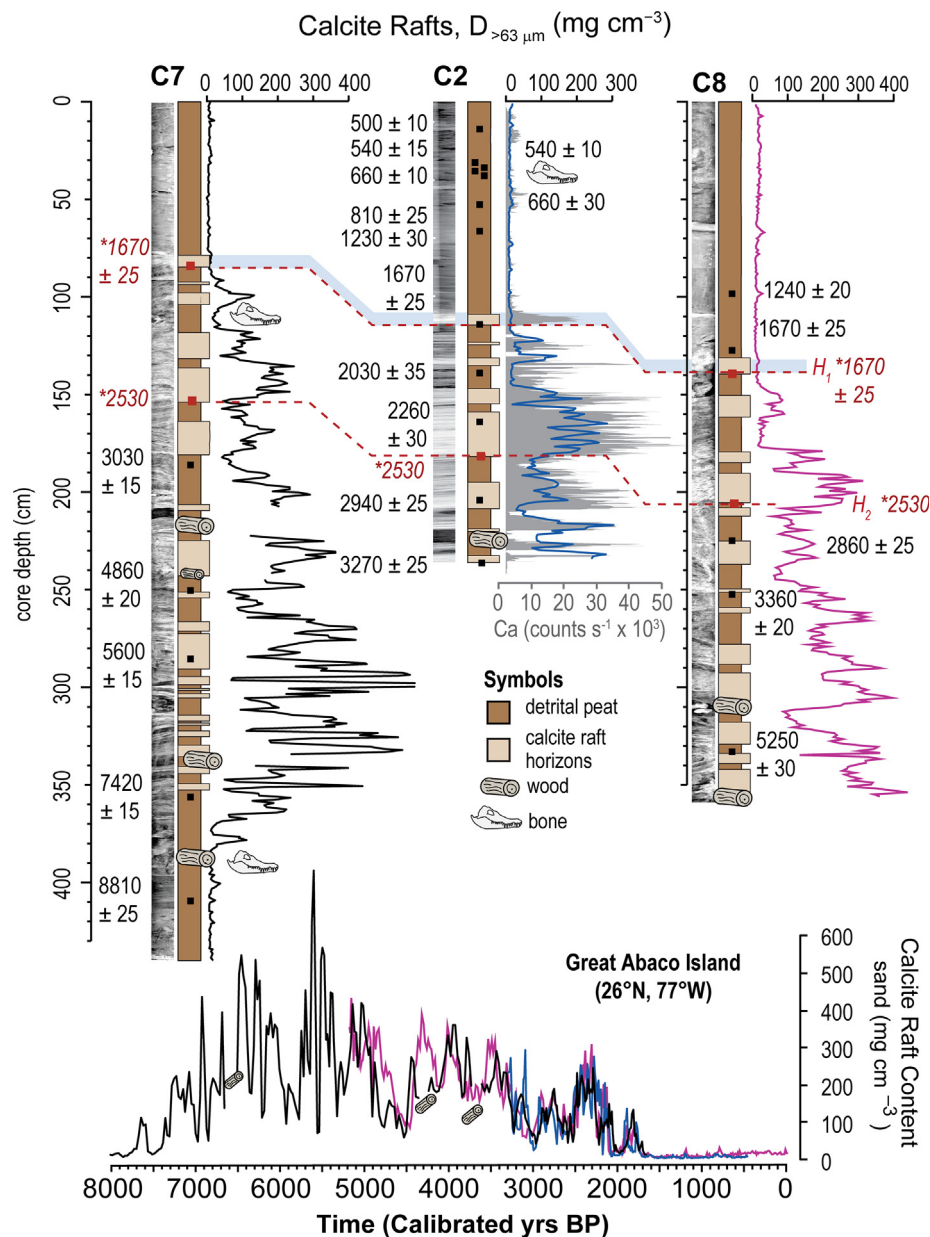 Calcite Rafts, D>63 μm (mg cm−3)
C7
0 100 200 300 400
C2
0 100 200 300
C8
0 100 200 300 400
core depth (cm)
0
50
100
150
200
250
300
350
400
*1670
± 25
*2530
3030
± 15
4860
± 20
5600
± 15
7420
± 15
8810
± 25
500 ± 10
540 ± 15
660 ± 10
810 ± 25
1230 ± 30
1670
± 25
2030 ± 35
2260
± 30
*2530
2940 ± 25
3270 ± 25
540 ± 10
660 ± 30
0 10 20 30 40 50
Ca (counts s-1 x 103)
1240 ± 20
1670 ± 25
H1 *1670
± 25
H2 *2530
2860 ± 25
3360
± 20
5250
± 30
Symbols
detrital peat
calcite raft
horizons
wood
bone
Great Abaco Island
(26°N, 77°W)
600
500
400
300
200
100
0
Calcite Raft Content
sand (mg cm−3)
8000 7000 6000 5000 4000 3000 2000 1000 0
Time (Calibrated yrs BP)